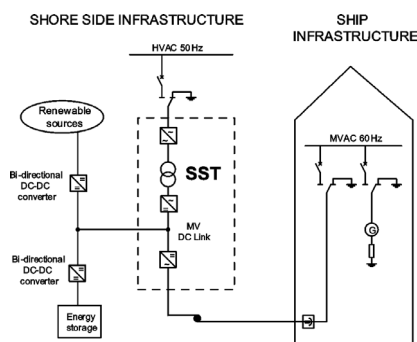 SHORE SIDE INFRASTRUCTURE
SHIP
INFRASTRUCTURE
HVAC 50Hz
Renewable
sources
MVAC 60Hz
SST
Bi-directional
DC-DC
converter
MV
DC Link
G
Bi-directional
DC-DC
converter
Energy
storage